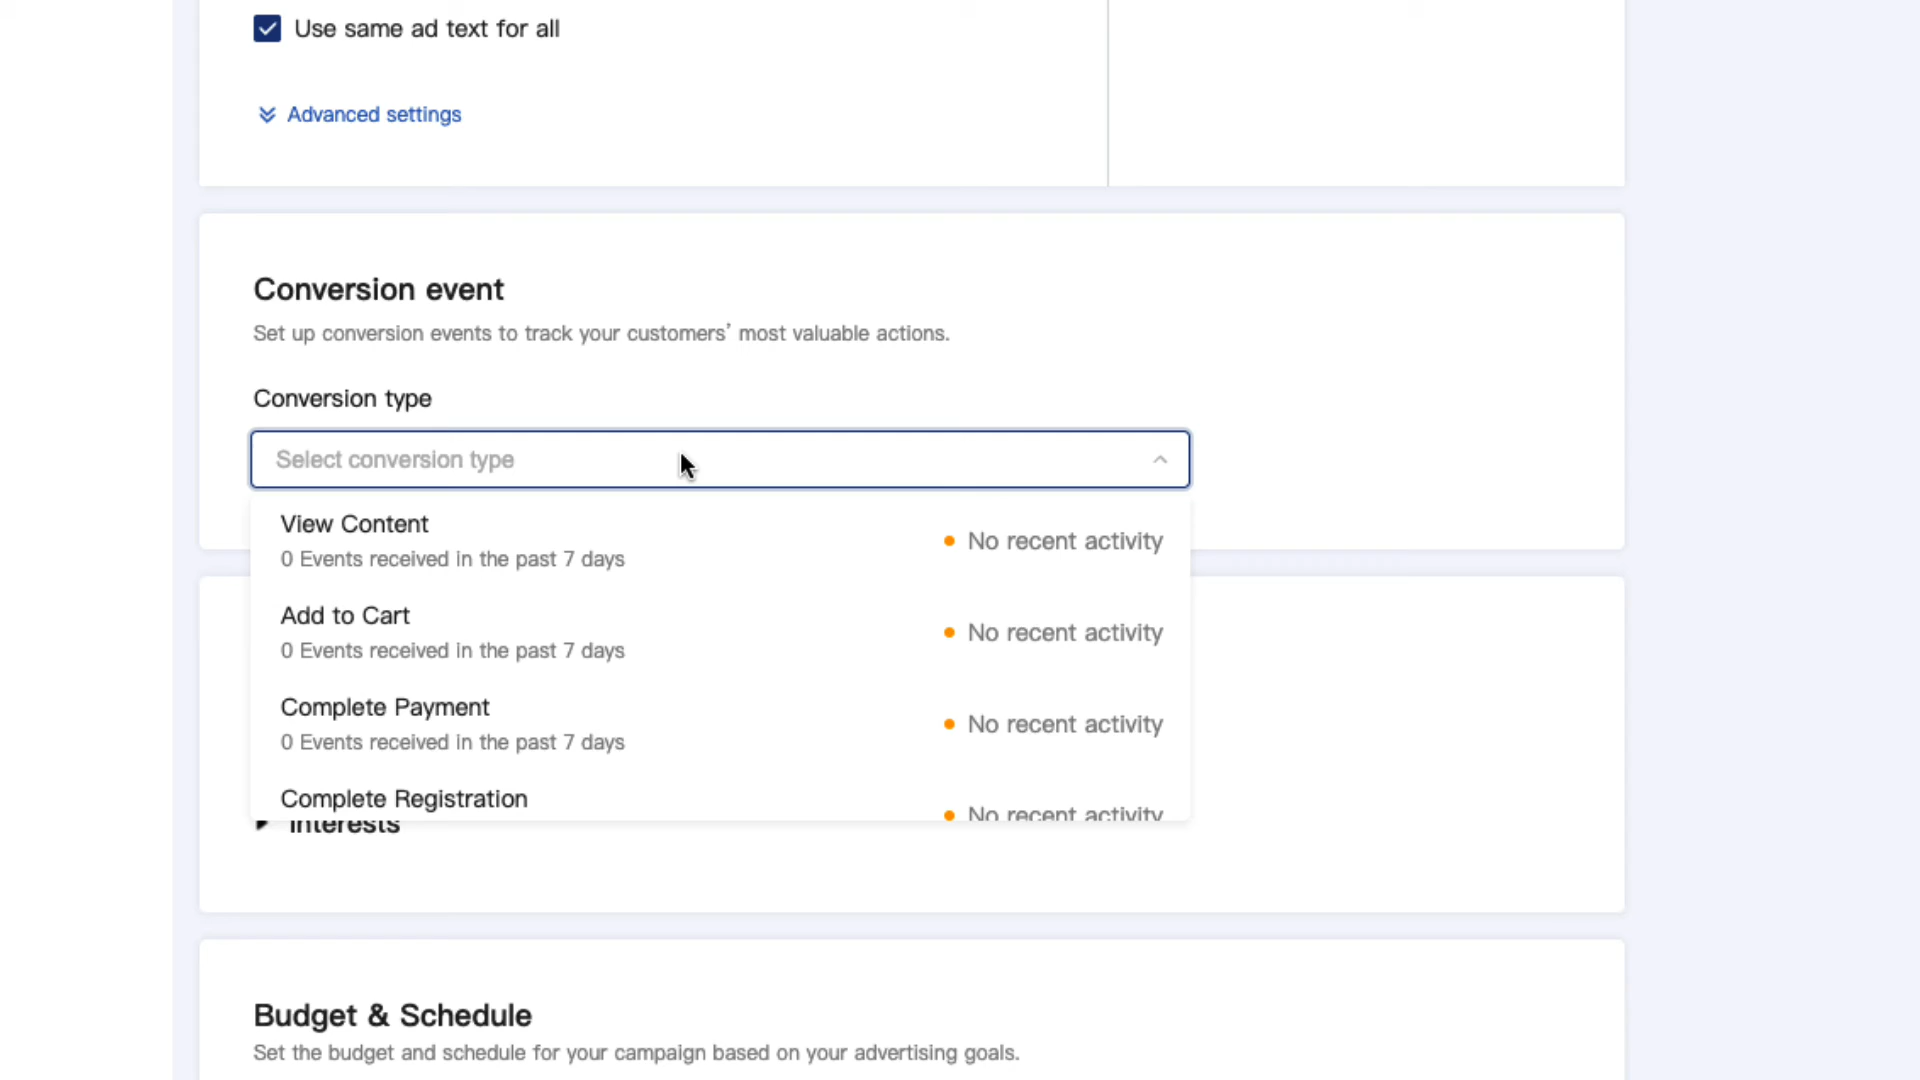 Use same ad text for all
Advanced settings
Conversion event
Set up conversion events to track your customers’ most valuable actions.
Conversion type
Select conversion type
View Content
0 Events received in the past 7 days
No recent activity
Add to Cart
0 Events received in the past 7 days
No recent activity
Complete Payment
0 Events received in the past 7 days
No recent activity
Complete Registration
No recent activity
Interests
Budget & Schedule
Set the budget and schedule for your campaign based on your advertising goals.